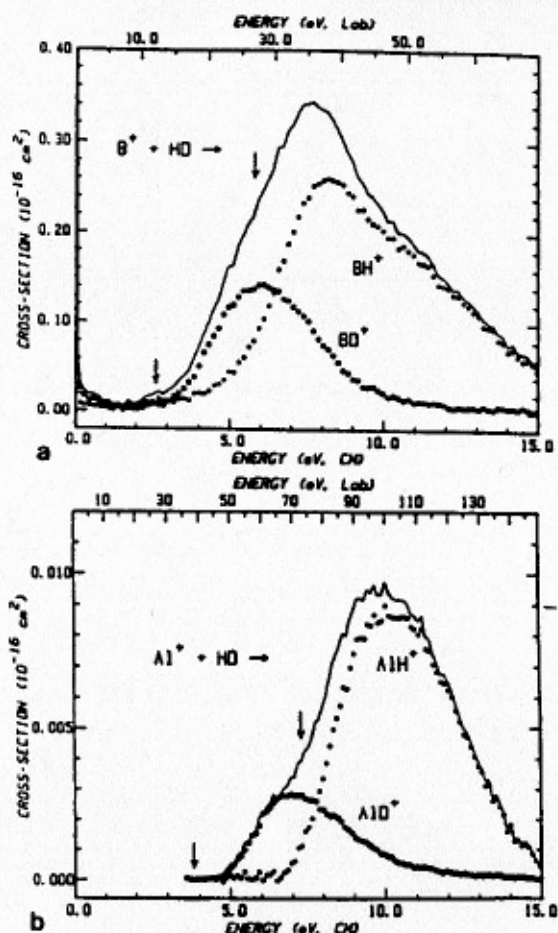 ENERGY (eV, Lab)
10.0 30.0 50.0
0.40
0.30
0.20
0.10
0.00
CROSS-SECTION (10⁻¹⁶ cm²)
B⁺ + HD →
BH⁺
BD⁺
0.0 5.0 10.0 15.0
a
ENERGY (eV, CM)
ENERGY (eV, Lab)
10 30 50 70 90 110 130
0.010
0.005
0.000
CROSS-SECTION (10⁻¹⁶ cm²)
Al⁺ + HD →
AlH⁺
AlD⁺
0.0 5.0 10.0 15.0
b
ENERGY (eV, CM)